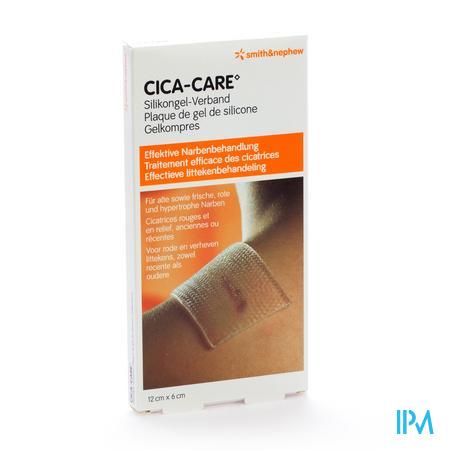 smith&nephew
CICA-CARE◊
Silikongel-Verband
Plaque de gel de silicone
Gelkompres
Effektive Narbenbehandlung
Traitement efficace des cicatrices
Effectieve littekenbehandeling
Für alte sowie frische, rote
und hypertrophe Narben
Cicatrices rouges et
en relief, anciennes ou
récentes
Voor rode en verheven
littekens, zowel
recente als
oudere
12 cm x 6 cm
CICA-CARE◊
IPM